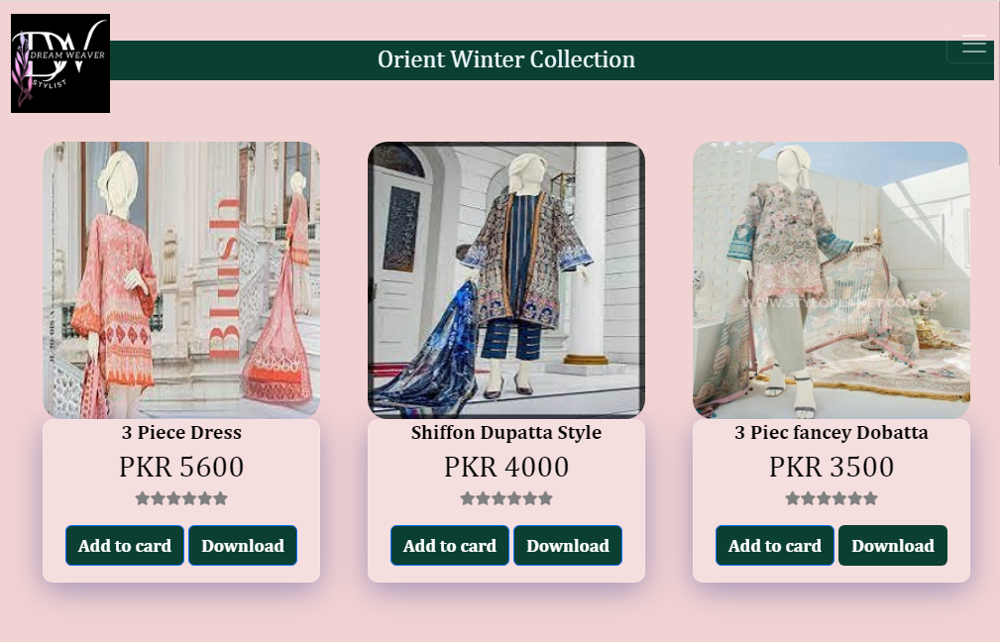 DW
DREAM WEAVER
STYLIST
Orient Winter Collection
Blush
3 Piece Dress
PKR 5600
Add to card Download
Shiffon Dupatta Style
PKR 4000
Add to card Download
3 Piec fancey Dobatta
PKR 3500
Add to card Download